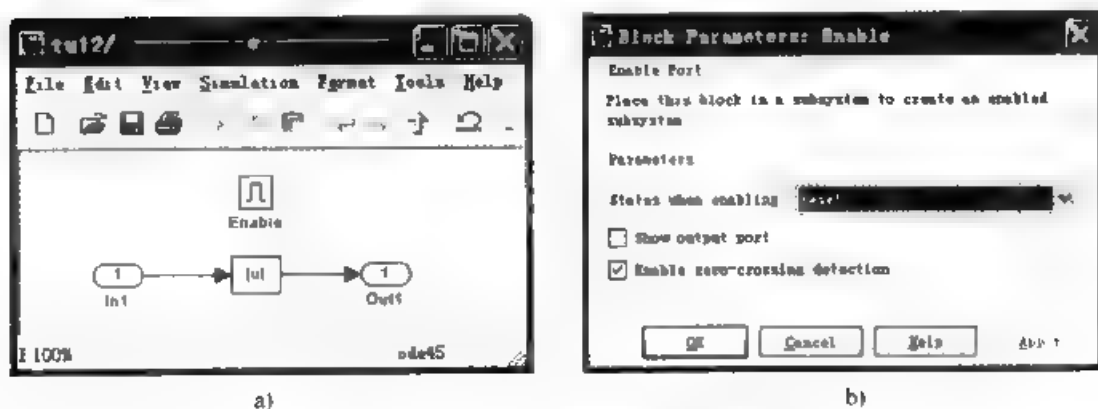 tut2/
File Edit View Simulation Format Tools Help
Enable
1
|u|
1
In1
Out1
100%
ode45
a)
Block Parameters: Enable
Enable Port
Place this block in a subsystem to create an enabled
subsystem
Parameters
States when enabling
Show output port
Enable zero-crossing detection
OK Cancel Help
b)